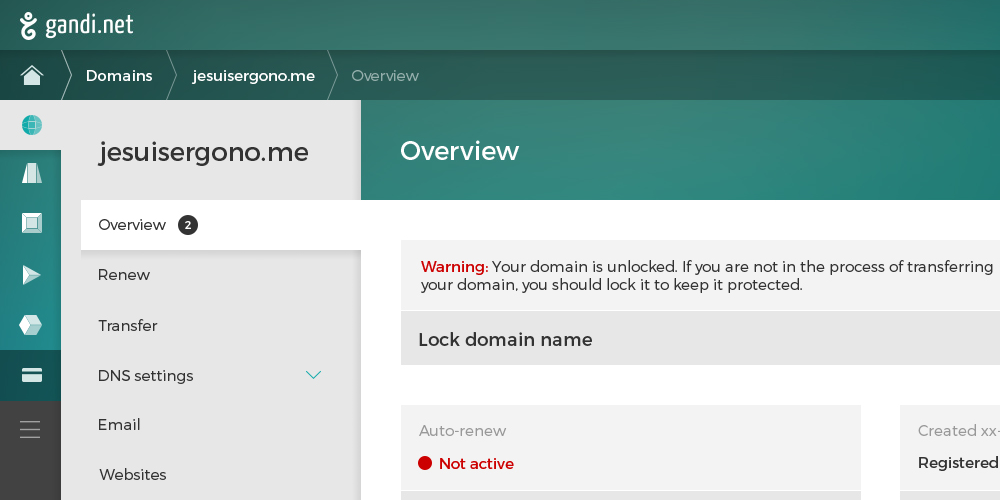 gandi.net
Domains jesuisergono.me Overview
jesuisergono.me
Overview
Overview 2
Renew
Transfer
DNS settings
Email
Websites
Warning: Your domain is unlocked. If you are not in the process of transferring
your domain, you should lock it to keep it protected.
Lock domain name
Auto-renew
Not active
Created xx-
Registered